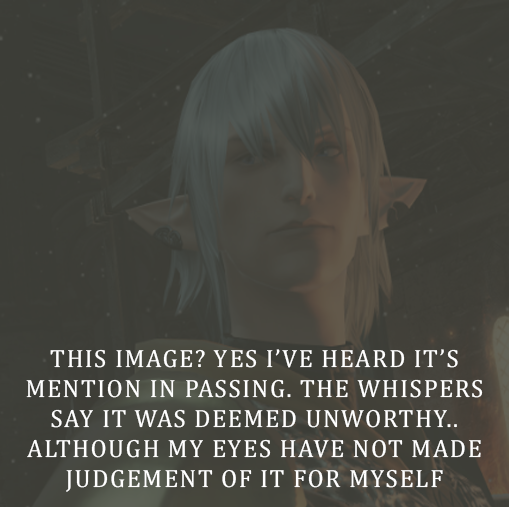 THIS IMAGE? YES I’VE HEARD IT’S
MENTION IN PASSING. THE WHISPERS
SAY IT WAS DEEMED UNWORTHY..
ALTHOUGH MY EYES HAVE NOT MADE
JUDGEMENT OF IT FOR MYSELF